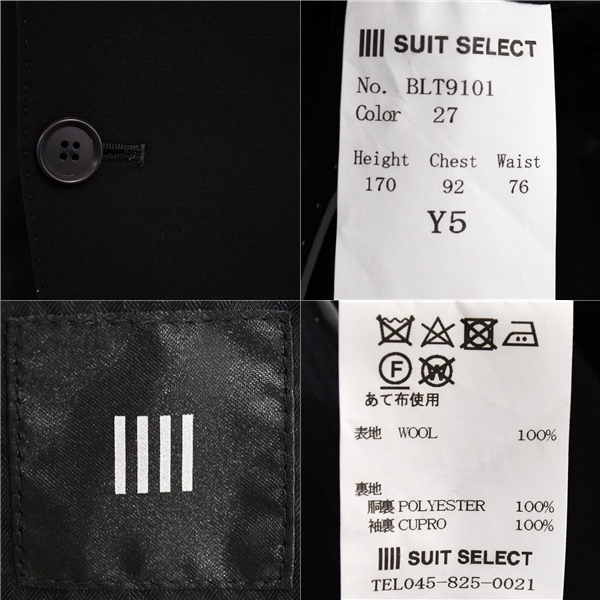 SUIT SELECT
No. BLT9101
Color 27
Height Chest Waist
170 92 76
Y5
F W
あて布使用
表地 WOOL 100%
裏地
胴裏 POLYESTER 100%
袖裏 CUPRO 100%
SUIT SELECT
TEL045-825-0021